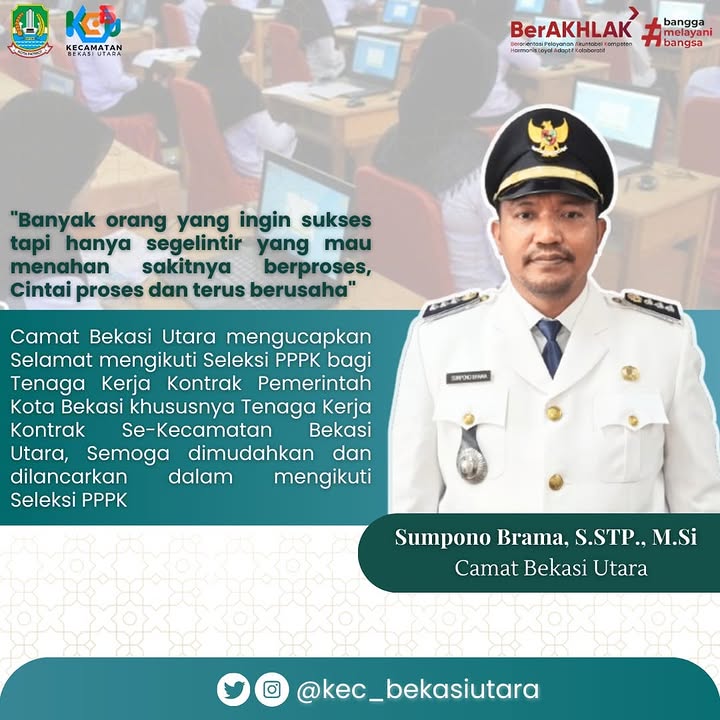 KECAMATAN
BEKASI UTARA
BerAKHLAK
Berorientasi Pelayanan Akuntabel Kompeten
Harmonis Loyal Adaptif Kolaboratif
#bangga
melayani
bangsa
"Banyak orang yang ingin sukses
tapi hanya segelintir yang mau
menahan sakitnya berproses,
Cintai proses dan terus berusaha"
Camat Bekasi Utara mengucapkan
Selamat mengikuti Seleksi PPPK bagi
Tenaga Kerja Kontrak Pemerintah
Kota Bekasi khususnya Tenaga Kerja
Kontrak Se-Kecamatan Bekasi
Utara, Semoga dimudahkan dan
dilancarkan dalam mengikuti
Seleksi PPPK
SUMPONO BRAMA
Sumpono Brama, S.STP., M.Si
Camat Bekasi Utara
@kec_bekasiutara